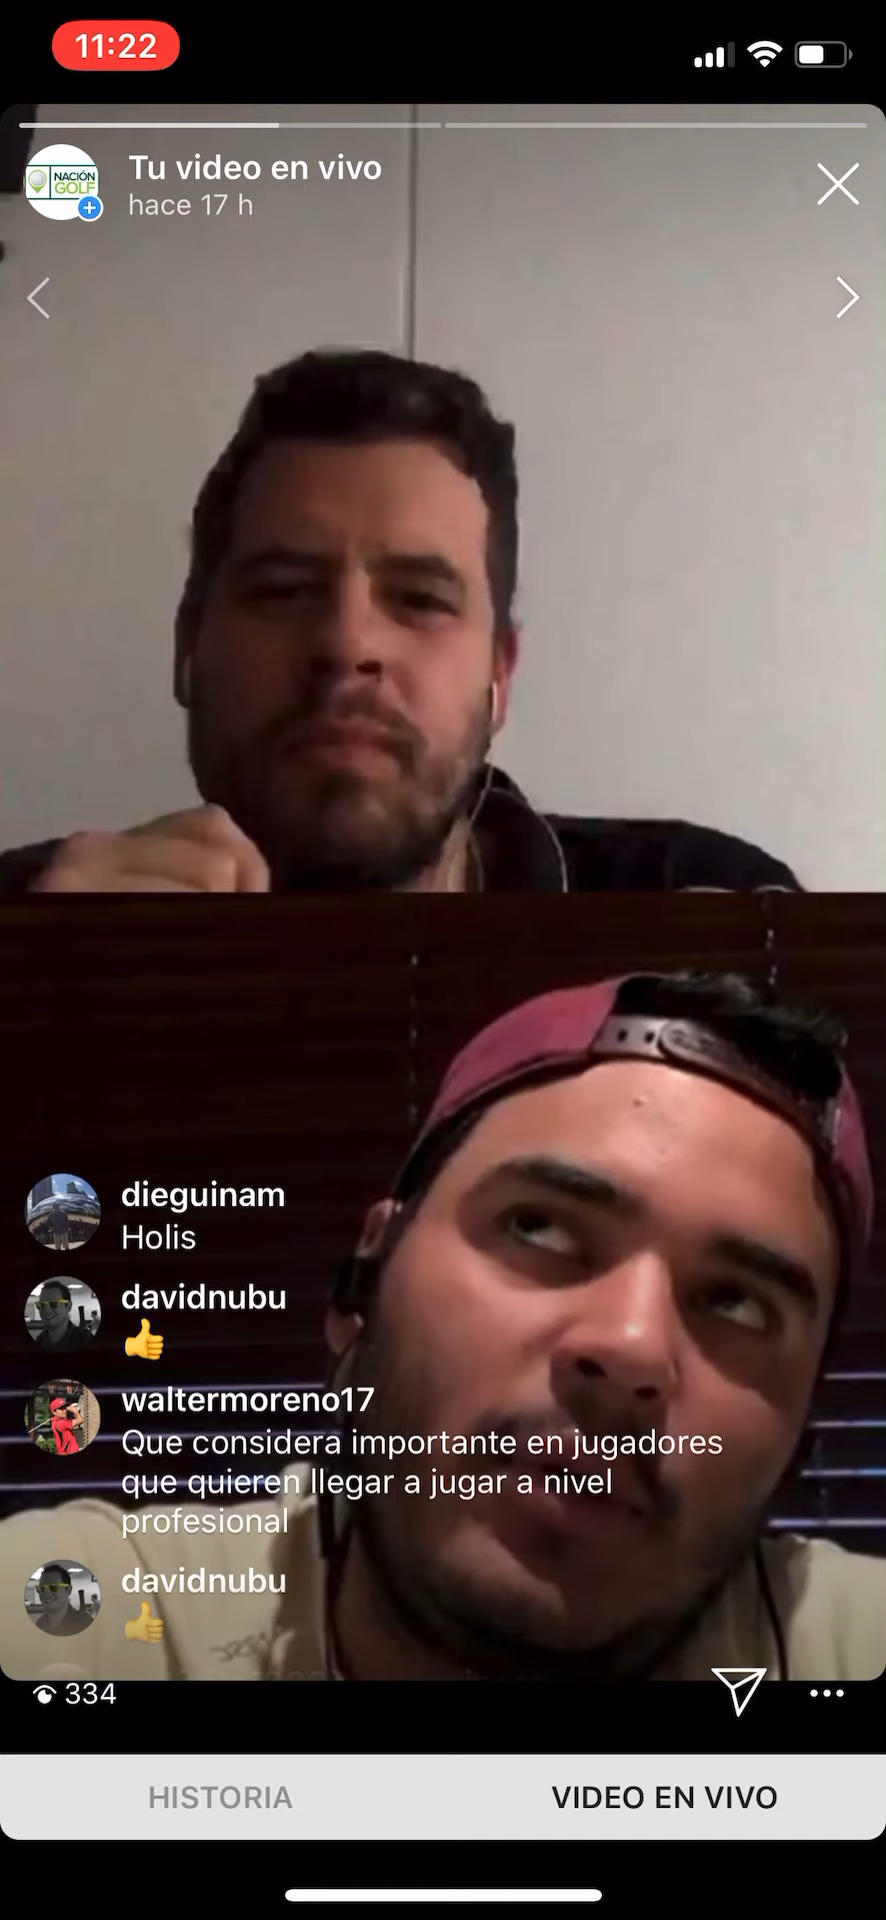 11:22
NACIÓN
GOLF
Tu video en vivo
hace 17 h
dieguinam
Holis
davidnubu
👍
waltermoreno17
Que considera importante en jugadores
que quieren llegar a jugar a nivel
profesional
davidnubu
👍
334
HISTORIA
VIDEO EN VIVO